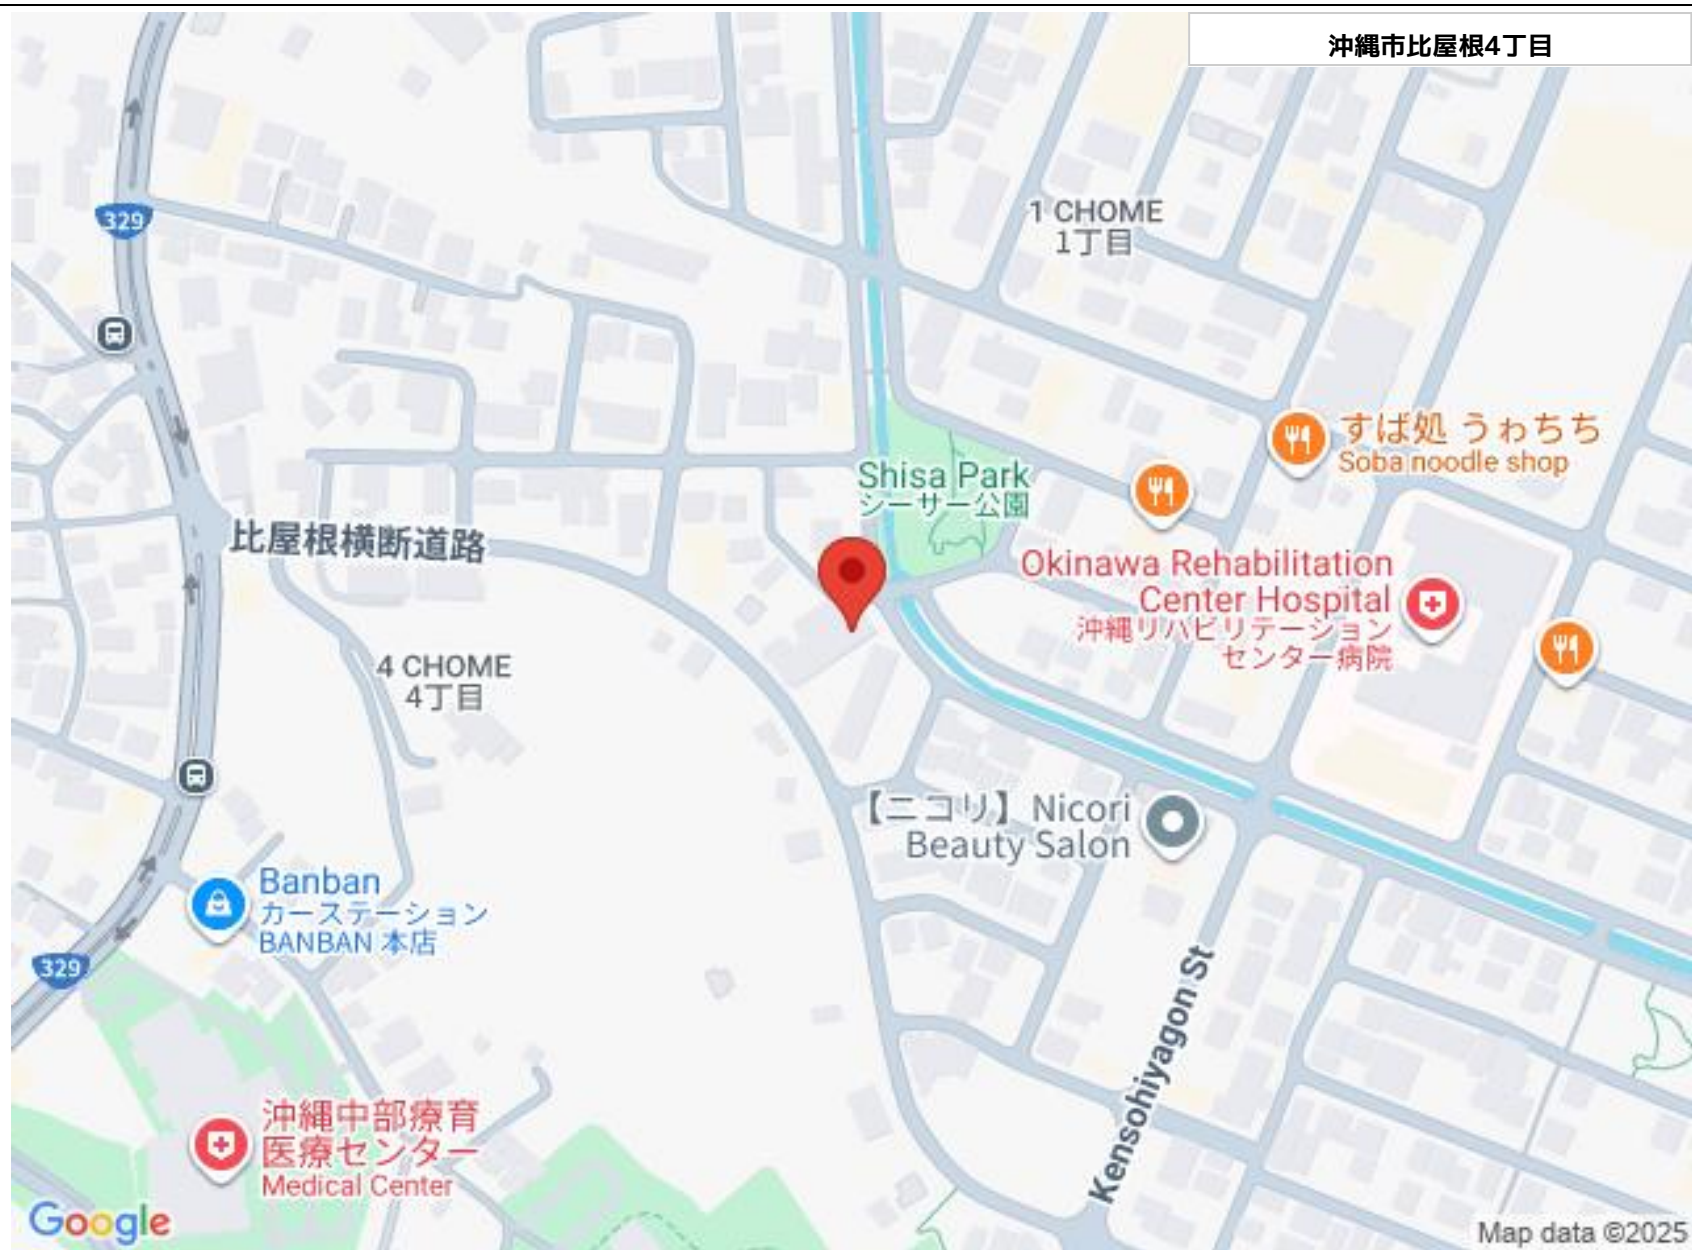 沖縄市比屋根4丁目
329
1 CHOME
1丁目
すば処 うわちち
Soba noodle shop
Shisa Park
シーサー公園
比屋根横断道路
Okinawa Rehabilitation
Center Hospital
沖縄リハビリテーション
センター病院
4 CHOME
4丁目
【ニコリ】Nicori
Beauty Salon
Banban
カーステーション
BANBAN 本店
329
Kensohiyagon St
沖縄中部療育
医療センター
Medical Center
Google
Map data ©2025